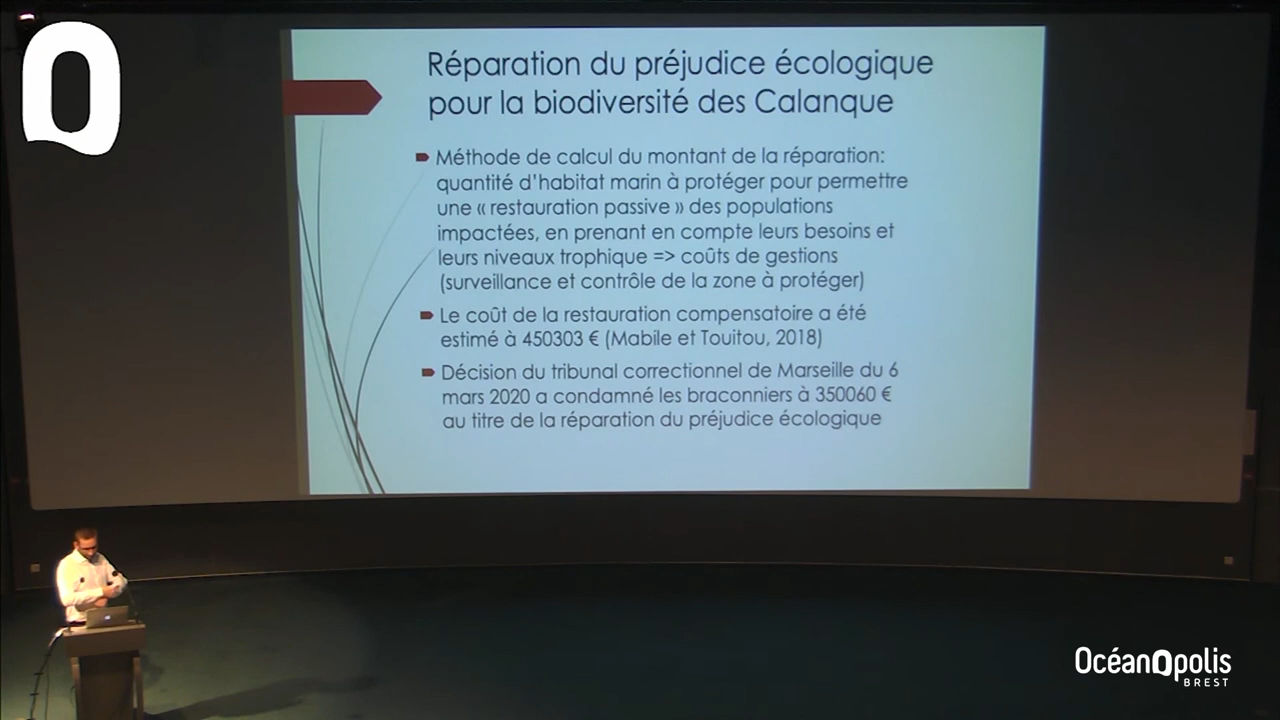 Réparation du préjudice écologique
pour la biodiversité des Calanque
Méthode de calcul du montant de la réparation:
quantité d'habitat marin à protéger pour permettre
une « restauration passive » des populations
impactées, en prenant en compte leurs besoins et
leurs niveaux trophique => coûts de gestions
(surveillance et contrôle de la zone à protéger)
Le coût de la restauration compensatoire a été
estimé à 450303 € (Mabile et Touitou, 2018)
Décision du tribunal correctionnel de Marseille du 6
mars 2020 a condamné les braconniers à 350060 €
au titre de la réparation du préjudice écologique
OcéanOpolis
BREST